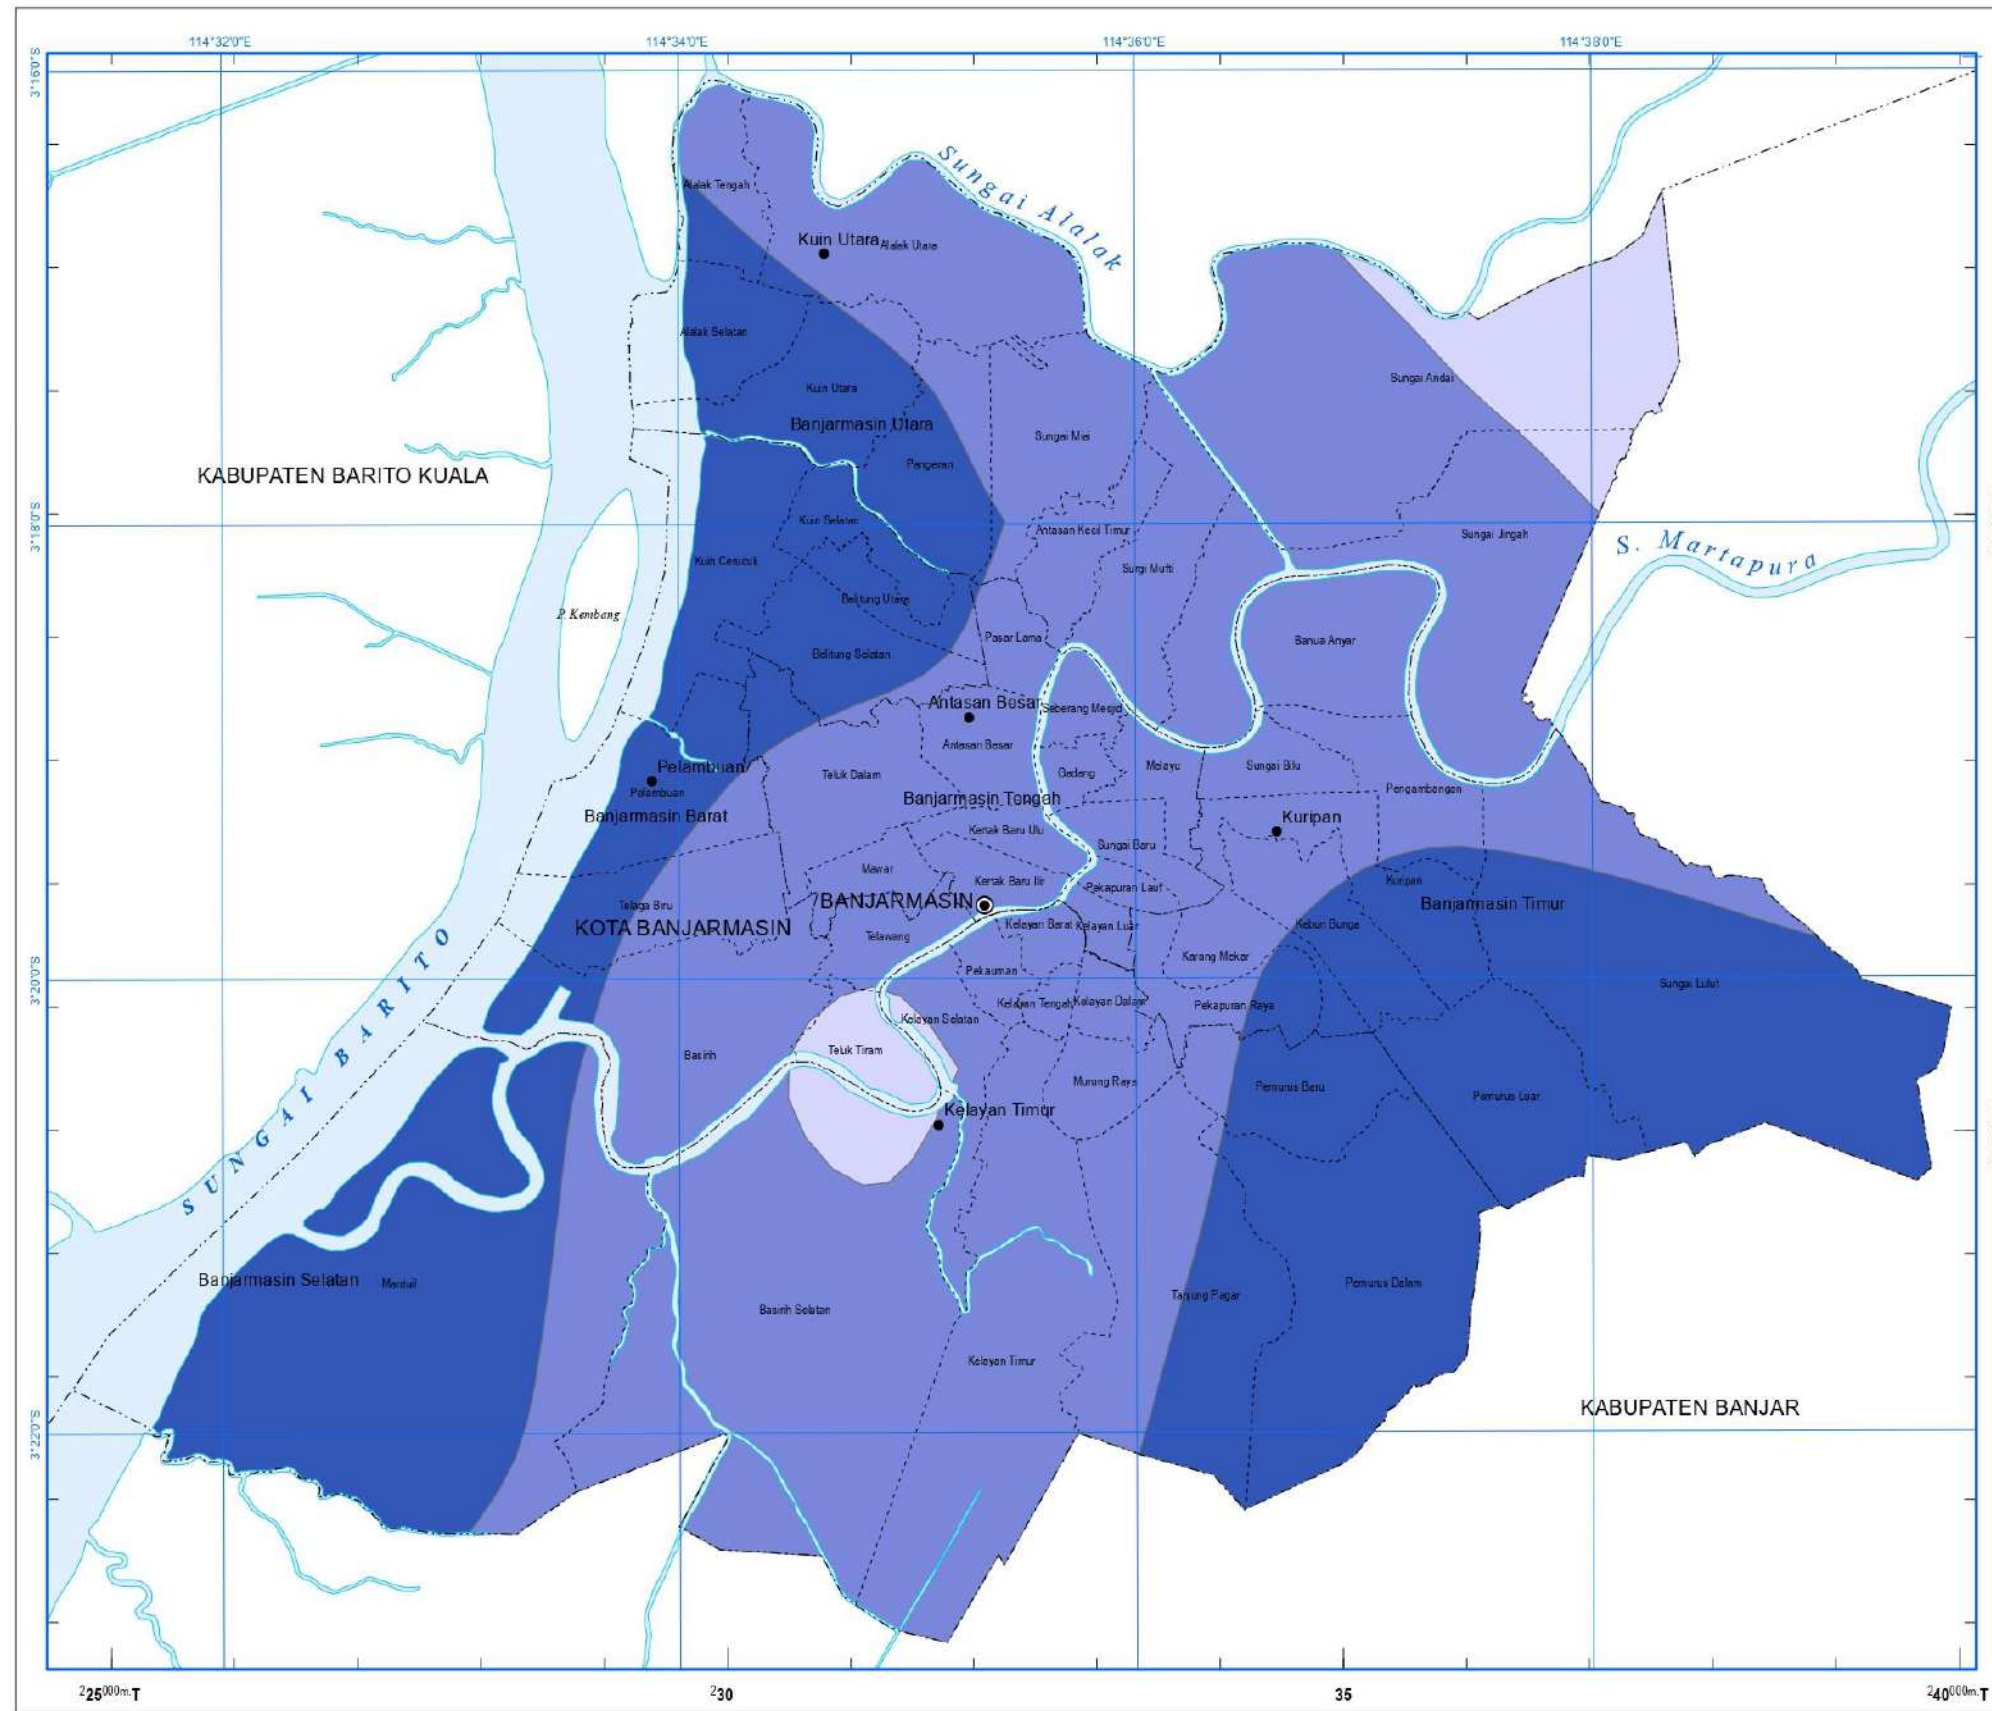 114°32'0"E
114°34'0"E
114°36'0"E
114°38'0"E
3°16'0"S
3°18'0"S
3°20'0"S
3°22'0"S
Sungai Alalak
Alalak Tengah
Kuin Utara
Alalak Utara
Alalak Selatan
Sungai Andai
Kuin Utara
Banjarmasin Utara
Sungai Miai
Pangeran
KABUPATEN BARITO KUALA
Kuin Selatan
Antasan Kecil Timur
Sungai Jingah
S. Martapura
Kuin Cerucuk
Surgi Mufti
Belitung Utara
P. Kembang
Pasar Lama
Banua Anyar
Belitung Selatan
Antasan Besar
Seberang Mesjid
Antasan Besar
Pelambuan
Teluk Dalam
Gadang
Melayu
Sungai Bilu
Pengambangan
Pelambuan
Banjarmasin Tengah
Banjarmasin Barat
Kuripan
Kertak Baru Ulu
Sungai Baru
Mawar
Kertak Baru Ilir
Pekapuran Laut
Kuripan
BANJARMASIN
Telaga Biru
Banjarmasin Timur
KOTA BANJARMASIN
Kelayan Barat
Kelayan Luar
Kebun Bunga
Telawang
Karang Mekar
Pekauman
Sungai Lulut
Kelayan Tengah
Kelayan Dalam
Pekapuran Raya
Kelayan Selatan
SUNGAI BARITO
Basirih
Teluk Tiram
Murung Raya
Pemurus Baru
Pemurus Luar
Kelayan Timur
Banjarmasin Selatan
Mantuil
Basirih Selatan
Tanjung Pagar
Pemurus Dalam
Kelayan Timur
KABUPATEN BANJAR
225000m.T
230
35
240000m.T